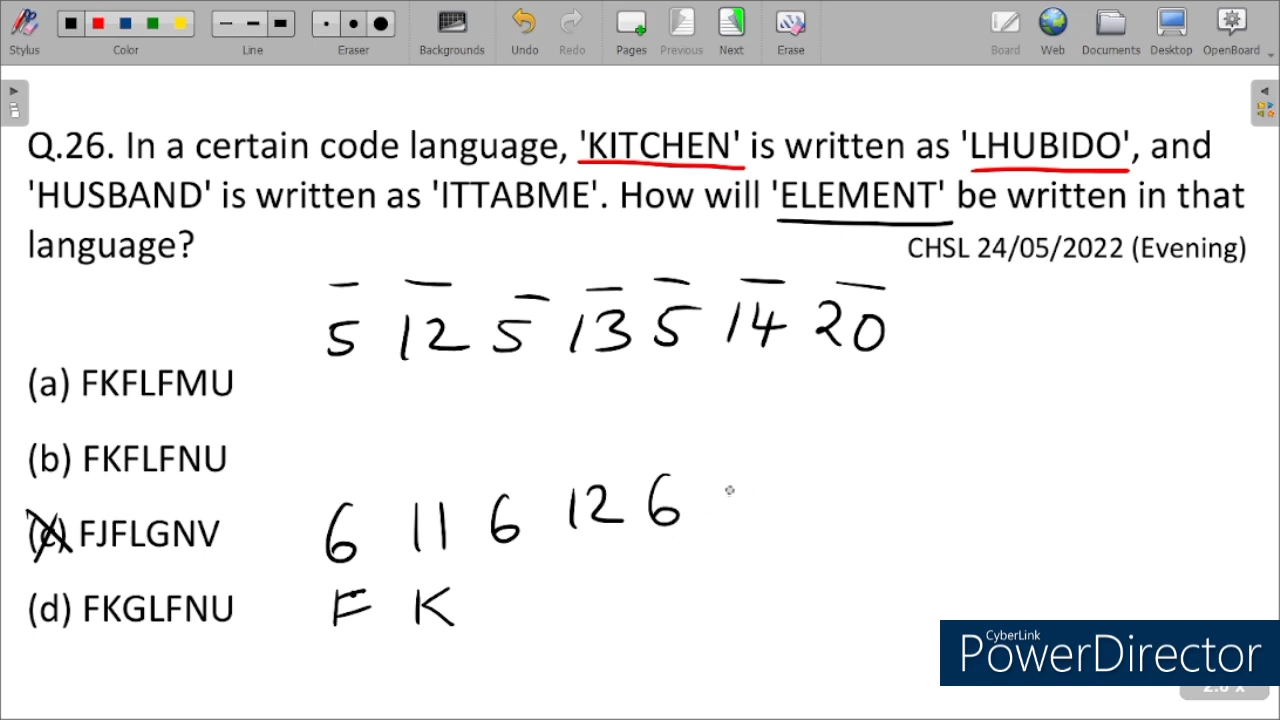 Stylus Color Line Eraser Backgrounds Undo Redo Pages Previous Next Erase Board Web Documents Desktop OpenBoard
Q.26. In a certain code language, 'KITCHEN' is written as 'LHUBIDO', and
'HUSBAND' is written as 'ITTABME'. How will 'ELEMENT' be written in that
language? CHSL 24/05/2022 (Evening)
5 12 5 13 5 14 20
(a) FKFLFMU
(b) FKFLFNU
(c) FJFLGNV 6 11 6 12 6
(d) FKGLFNU F K
CyberLink
PowerDirector
2.0 x